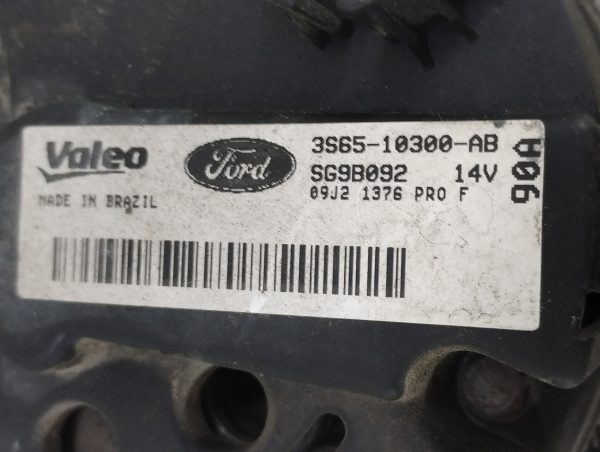 Valeo
MADE IN BRAZIL
Ford
3S65-10300-AB
SG9B092 14V
09J2 1376 PRO F
90A